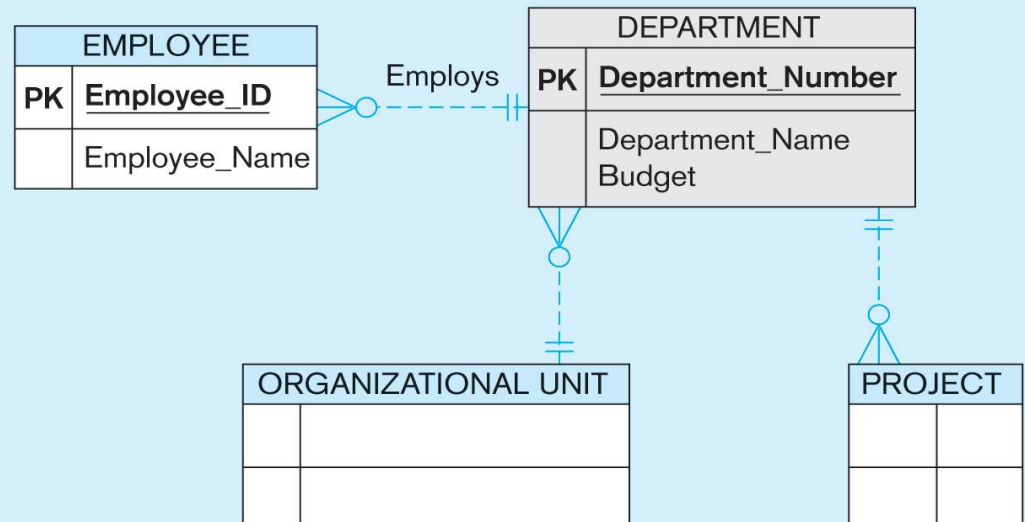 EMPLOYEE
PK Employee_ID
Employee_Name
Employs
DEPARTMENT
PK Department_Number
Department_Name
Budget
ORGANIZATIONAL UNIT
PROJECT